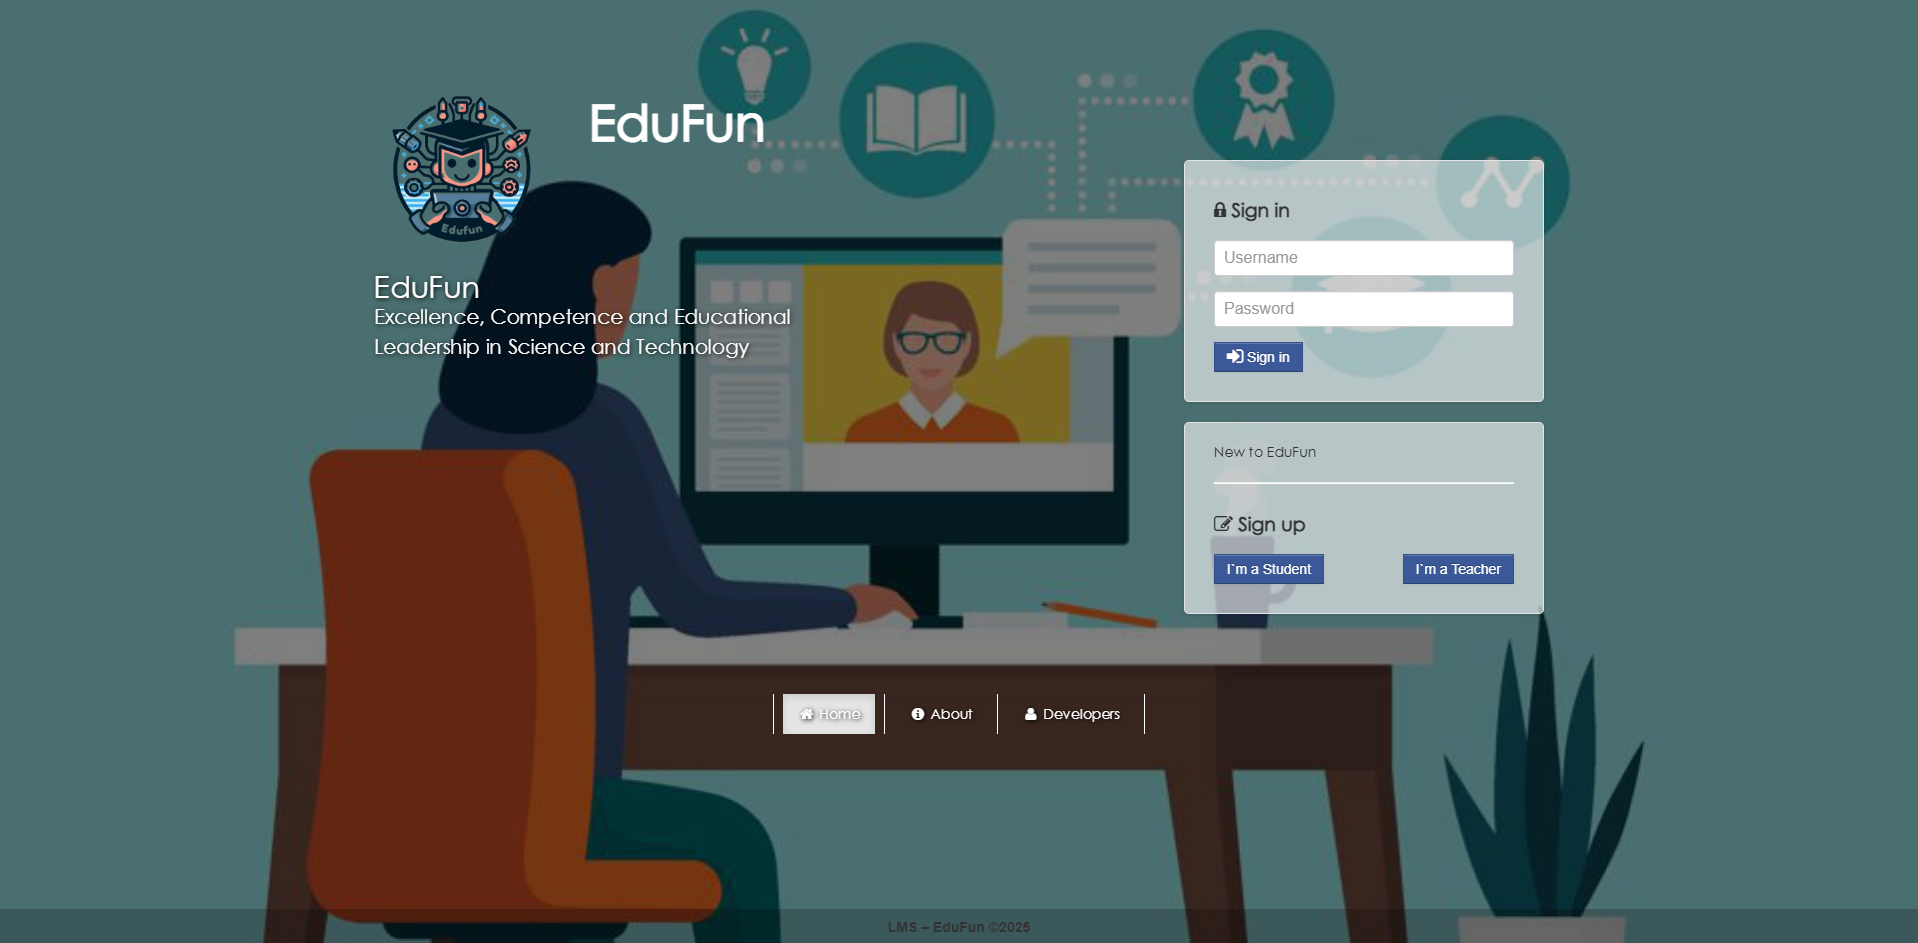 EduFun
Edufun
EduFun
Excellence, Competence and Educational
Leadership in Science and Technology
Sign in
Username
Password
Sign in
New to EduFun
Sign up
I`m a Student
I`m a Teacher
Home
About
Developers
LMS – EduFun ©2025